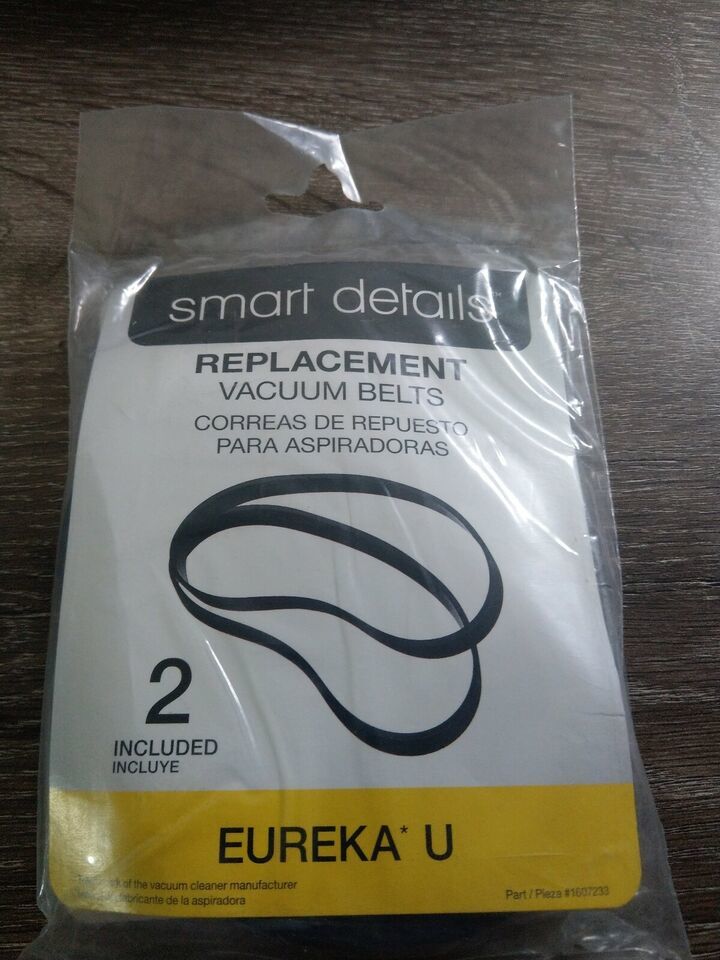 smart details™
REPLACEMENT
VACUUM BELTS
CORREAS DE REPUESTO
PARA ASPIRADORAS
2
INCLUDED
INCLUYE
EUREKA* U
of the vacuum cleaner manufacturer
fabricante de la aspiradora
Part / Pieza #1607233